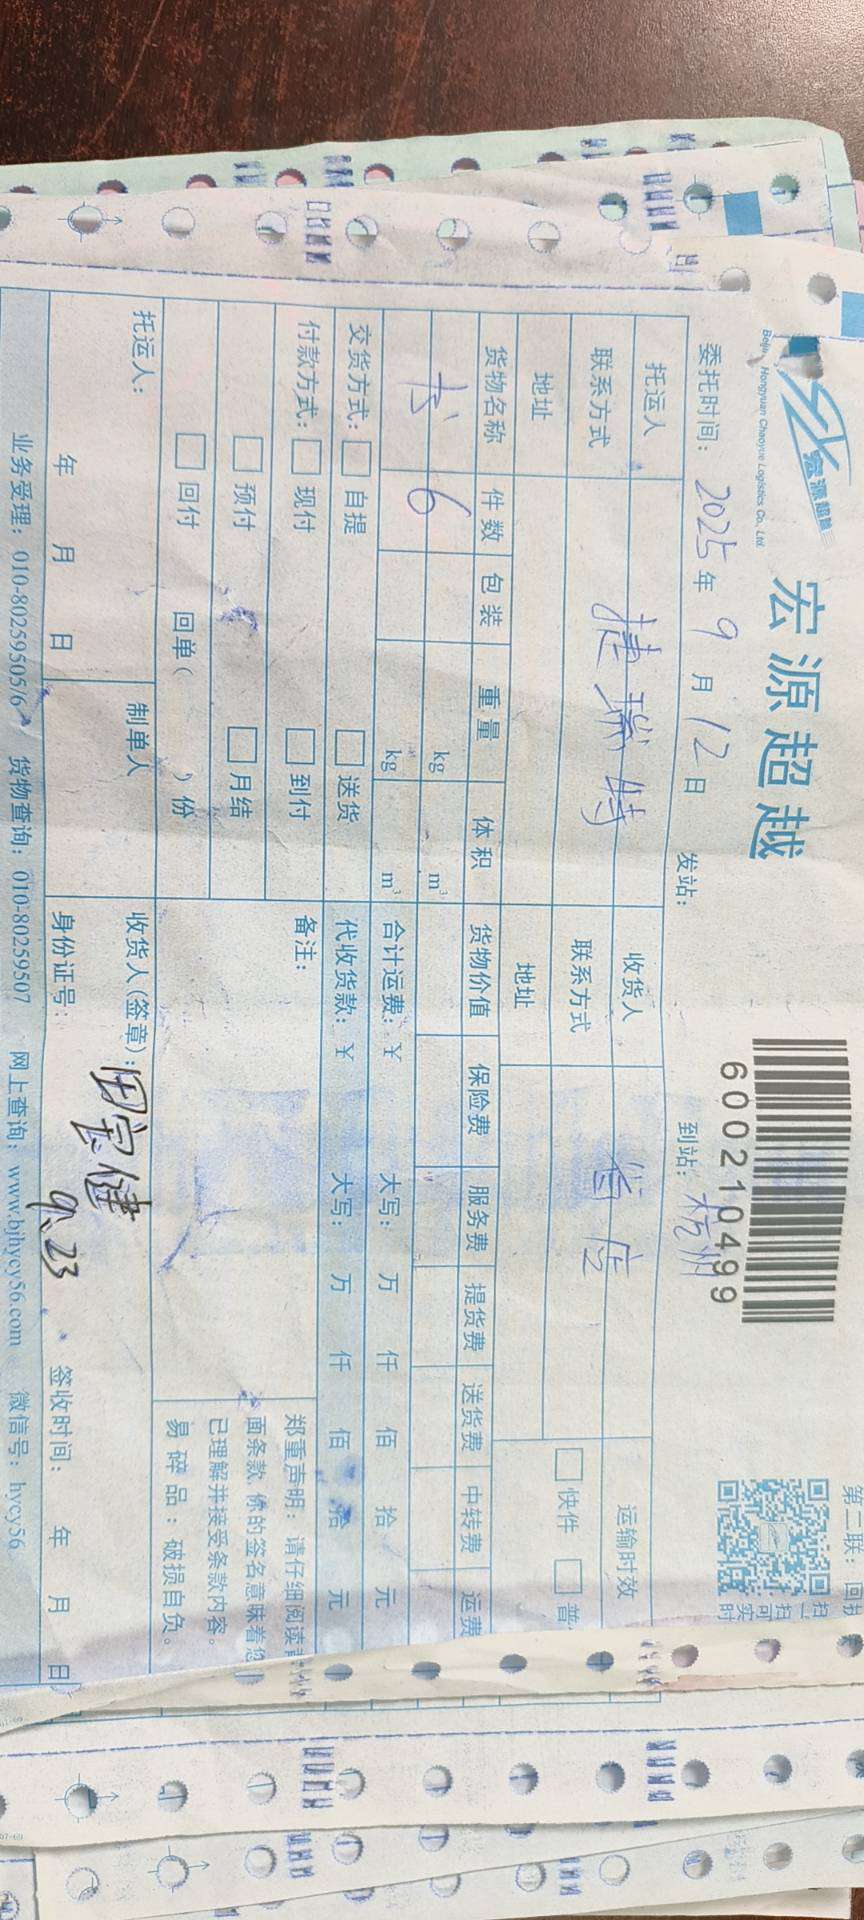 宏源超越
宏源超越
Hongyuan Chaoyue Logistics Co., Ltd
6002104999
第二联：回
委托时间：2025年9月12日 发站： 到站：杭州
托运人 捷瑞特 收货人 运输时效
联系方式 联系方式 快件 普
地址 地址
货物名称 件数 包装 重量 体积 货物价值 保险费 服务费 提货费 送货费 中转费 运费
6 kg m³
kg m³ 合计运费：¥ 大写： 万 仟 佰 拾 元
交货方式： 自提 送货 代收货款：¥ 大写： 万 仟 佰 拾 元
付款方式： 现付 到付 备注：
预付 月结
回付 回单（ ）份
郑重声明：请仔细阅读
面条款，你的签名意味着您
已理解并接受条款内容。
易碎品：破损自负。
托运人： 制单人 收货人(签章)：田宝健
年 月 日 身份证号： 9.23 签收时间： 年 月 日
业务受理：010-80259505/6 货物查询：010-80259507 网上查询：www.bjhycy56.com 微信号：hycy56